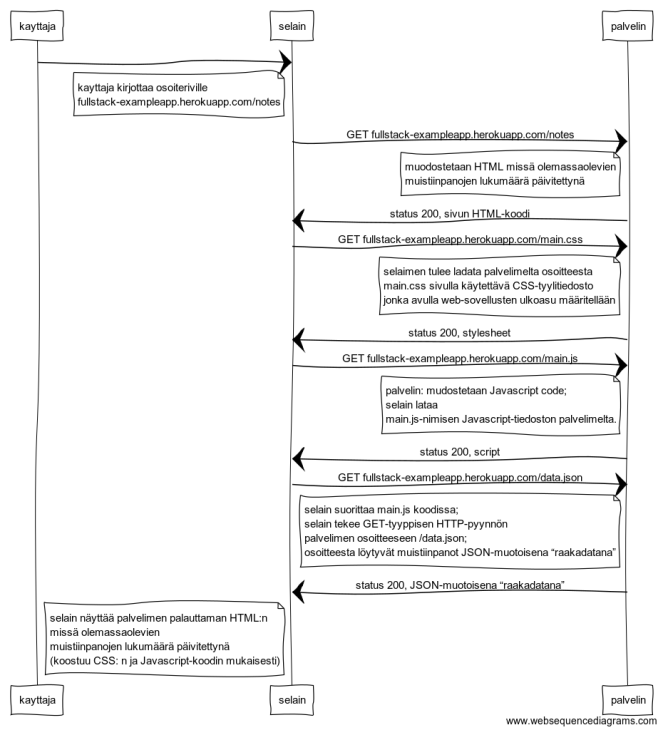 kayttaja
selain
palvelin
kayttaja kirjottaa osoiteriville
fullstack-exampleapp.herokuapp.com/notes
GET fullstack-exampleapp.herokuapp.com/notes
muodostetaan HTML missä olemassaolevien
muistiinpanojen lukumäärä päivitettynä
status 200, sivun HTML-koodi
GET fullstack-exampleapp.herokuapp.com/main.css
selaimen tulee ladata palvelimelta osoitteesta
main.css sivulla käytettävä CSS-tyylitiedosto
jonka avulla web-sovellusten ulkoasu määritellään
status 200, stylesheet
GET fullstack-exampleapp.herokuapp.com/main.js
palvelin: mudostetaan Javascript code;
selain lataa
main.js-nimisen Javascript-tiedoston palvelimelta.
status 200, script
GET fullstack-exampleapp.herokuapp.com/data.json
selain suorittaa main.js koodissa;
selain tekee GET-tyyppisen HTTP-pyynnön
palvelimen osoitteeseen /data.json;
osoitteesta löytyvät muistiinpanot JSON-muotoisena “raakadatana”
status 200, JSON-muotoisena “raakadatana”
selain näyttää palvelimen palauttaman HTML:n
missä olemassaolevien
muistiinpanojen lukumäärä päivitettynä
(koostuu CSS: n ja Javascript-koodin mukaisesti)
kayttaja
selain
palvelin
www.websequencediagrams.com